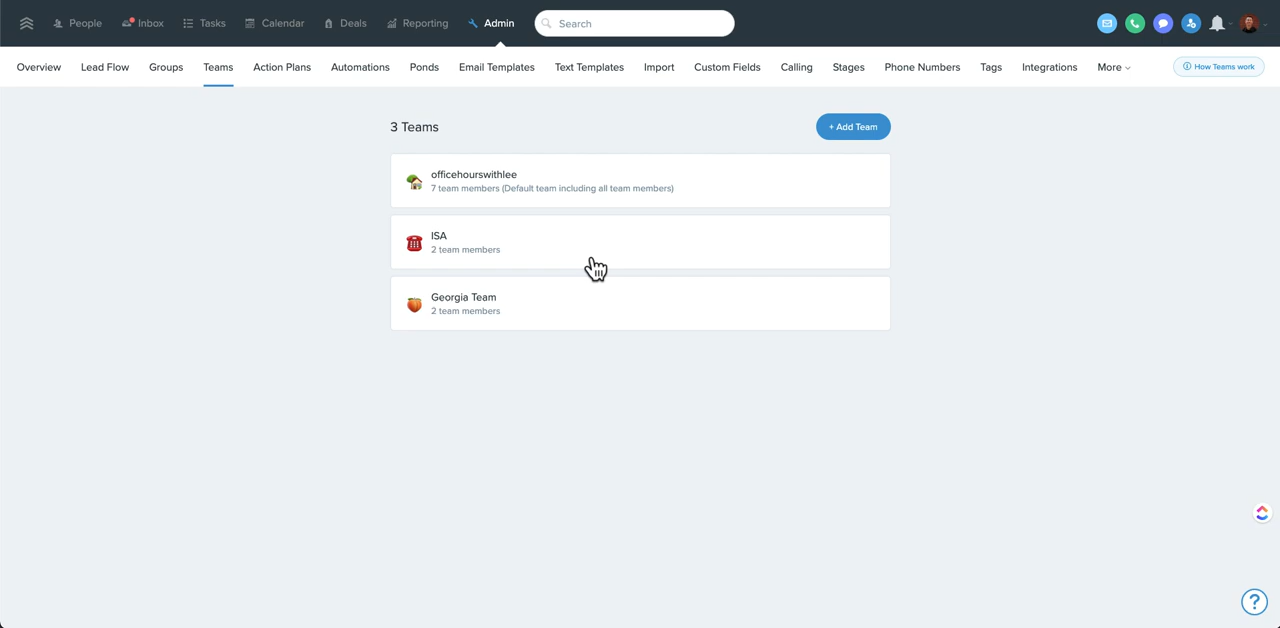 People Inbox Tasks Calendar Deals Reporting Admin Search
Overview Lead Flow Groups Teams Action Plans Automations Ponds Email Templates Text Templates Import Custom Fields Calling Stages Phone Numbers Tags Integrations More How Teams work
3 Teams + Add Team
officehourswithlee
7 team members (Default team including all team members)
ISA
2 team members
Georgia Team
2 team members
?